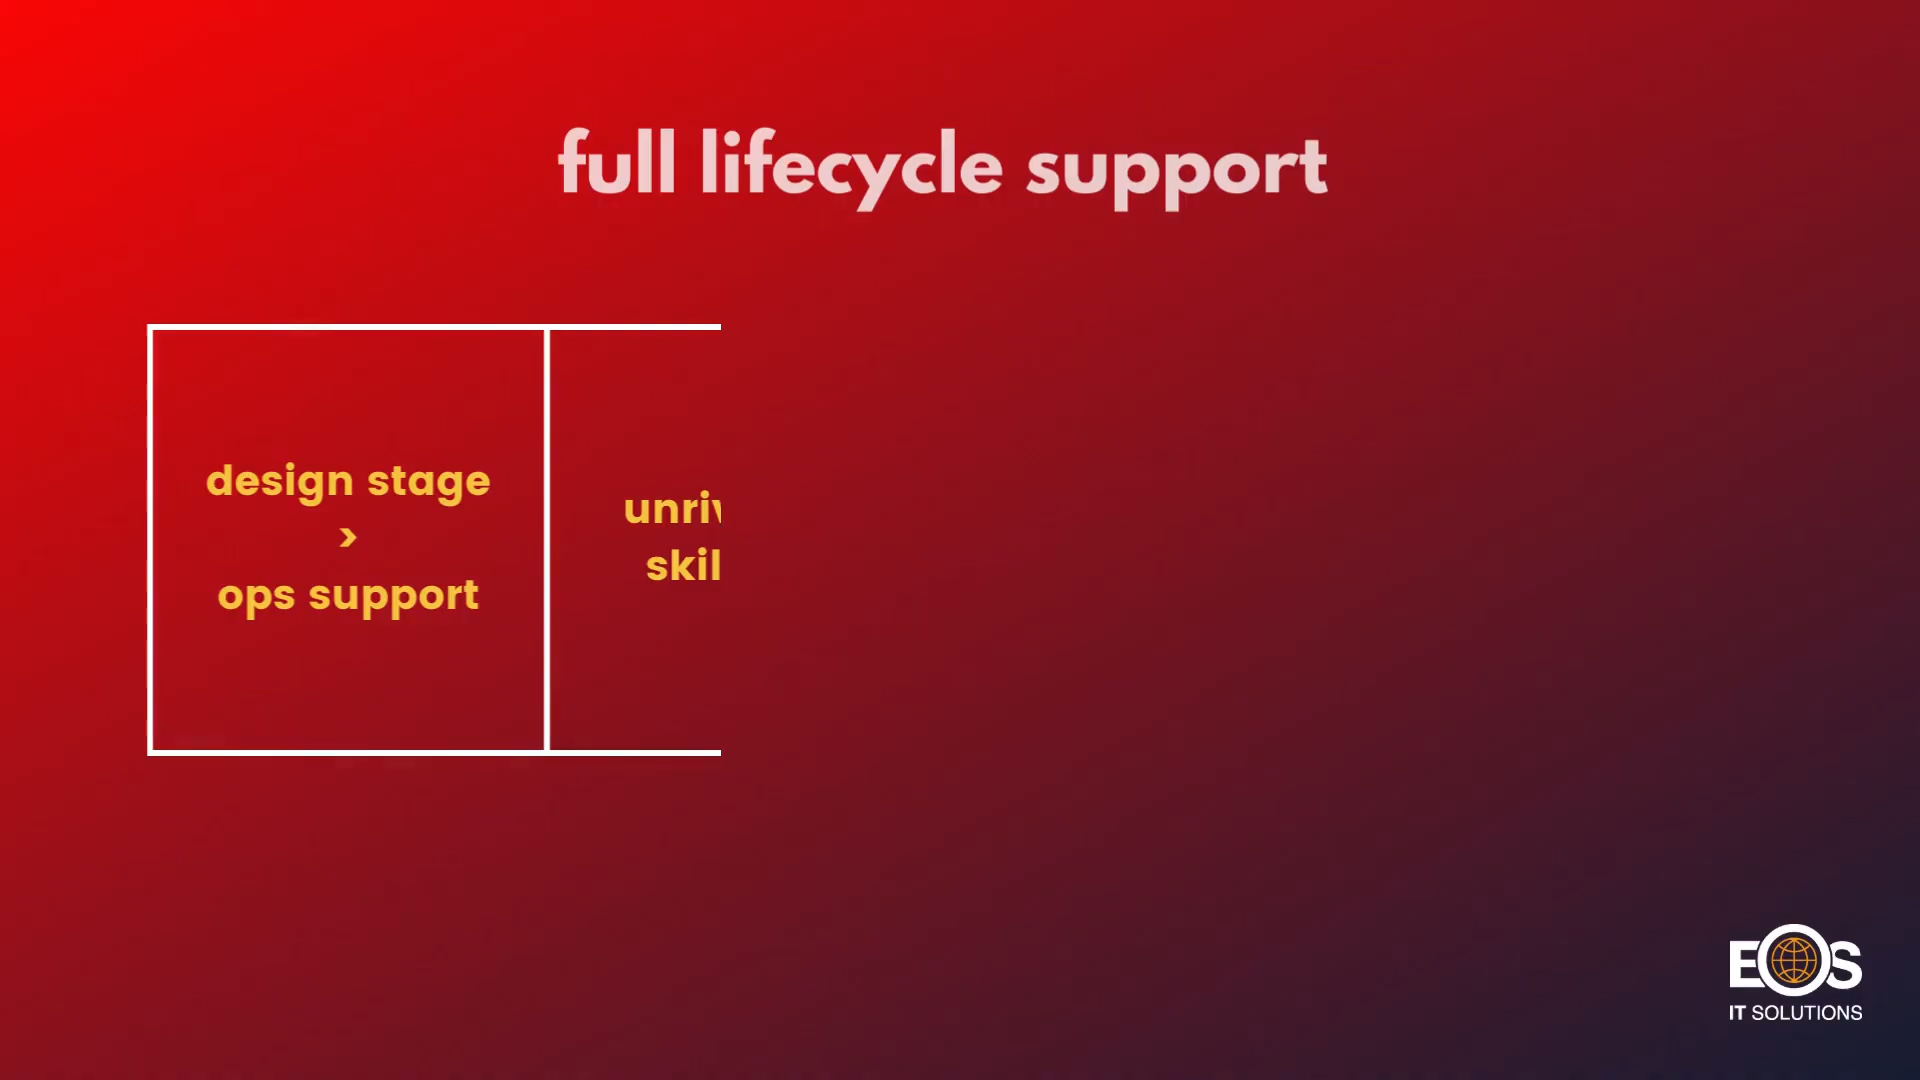 full lifecycle support
design stage
›
ops support
EOS
IT SOLUTIONS